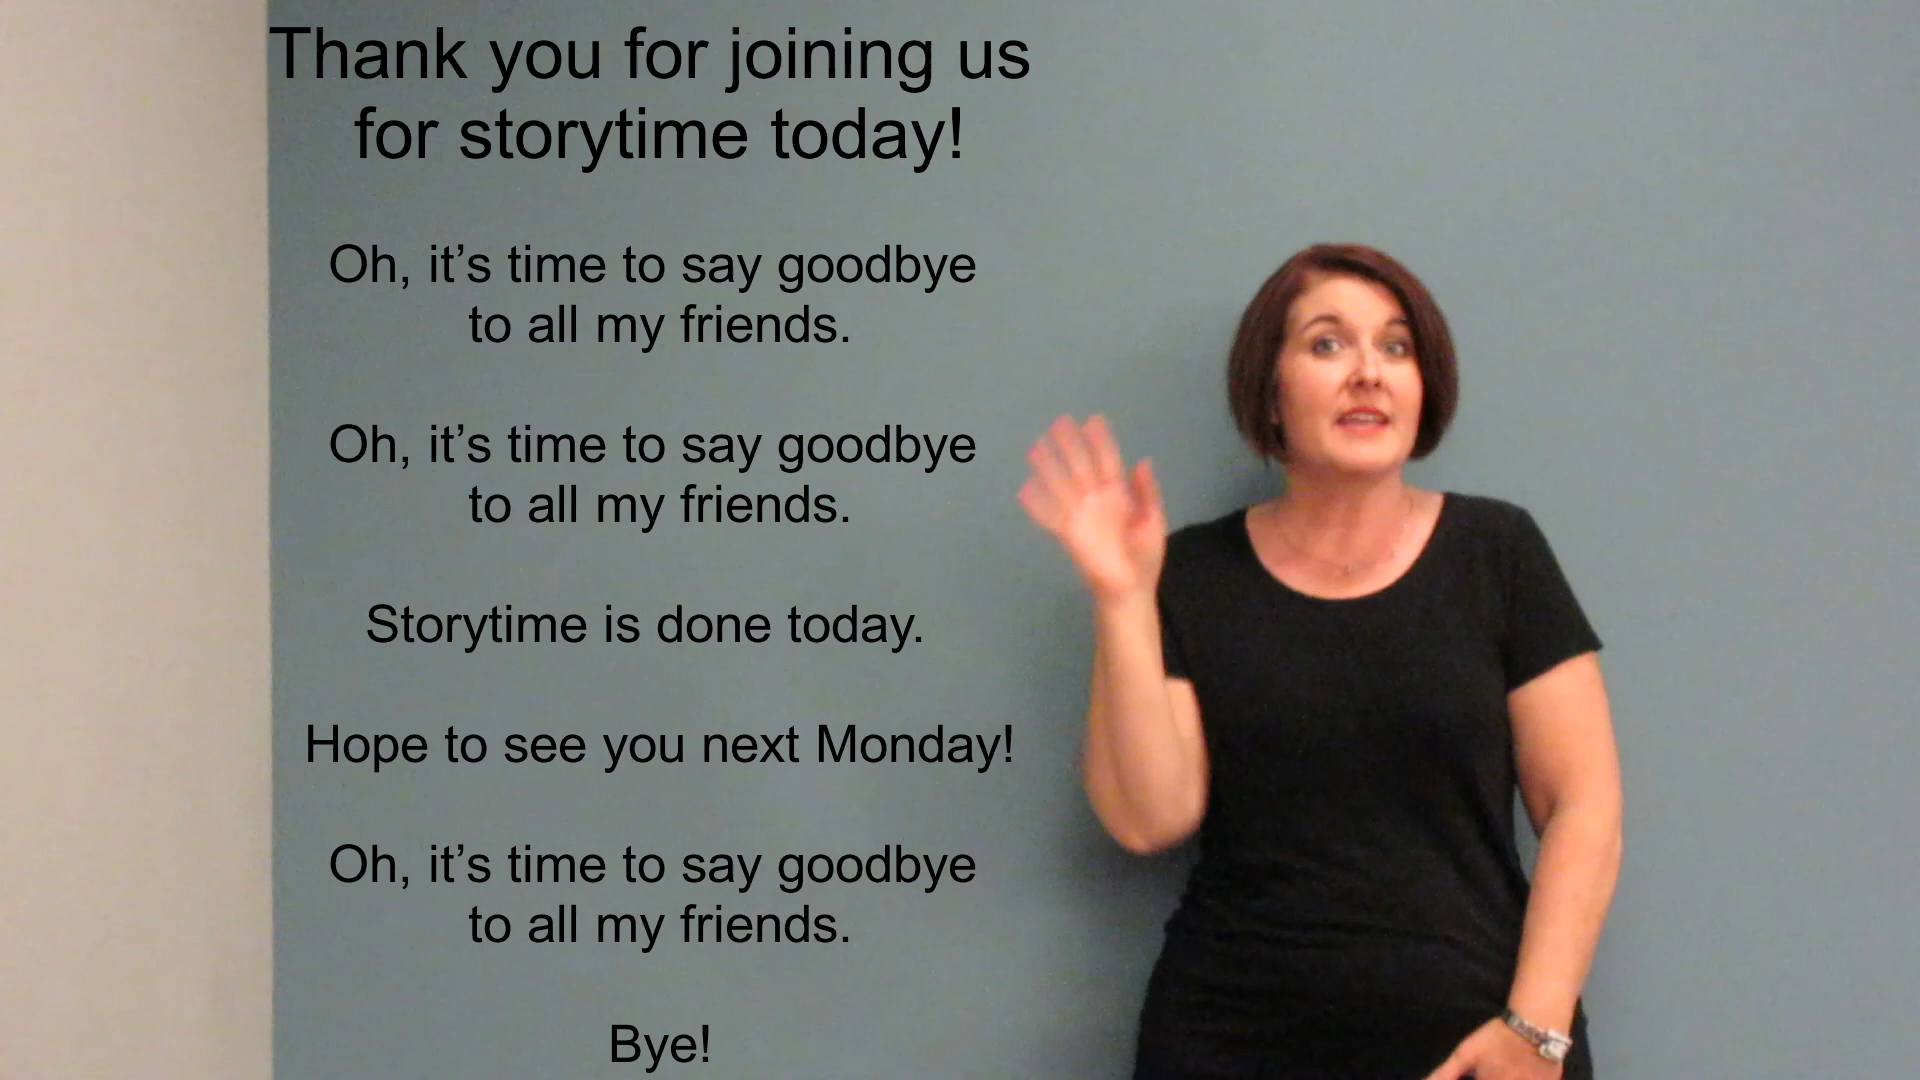 Thank you for joining us
for storytime today!
Oh, it’s time to say goodbye
to all my friends.
Oh, it’s time to say goodbye
to all my friends.
Storytime is done today.
Hope to see you next Monday!
Oh, it’s time to say goodbye
to all my friends.
Bye!